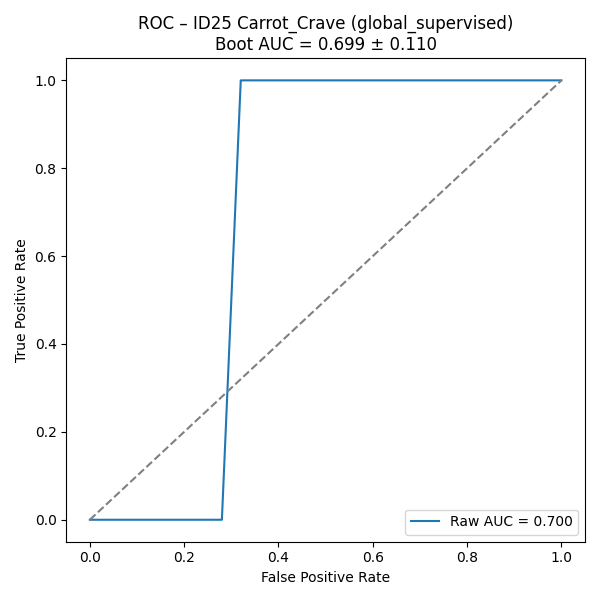 ROC – ID25 Carrot_Crave (global_supervised)
Boot AUC = 0.699 ± 0.110
True Positive Rate
1.0
0.8
0.6
0.4
0.2
0.0
Raw AUC = 0.700
0.0 0.2 0.4 0.6 0.8 1.0
False Positive Rate